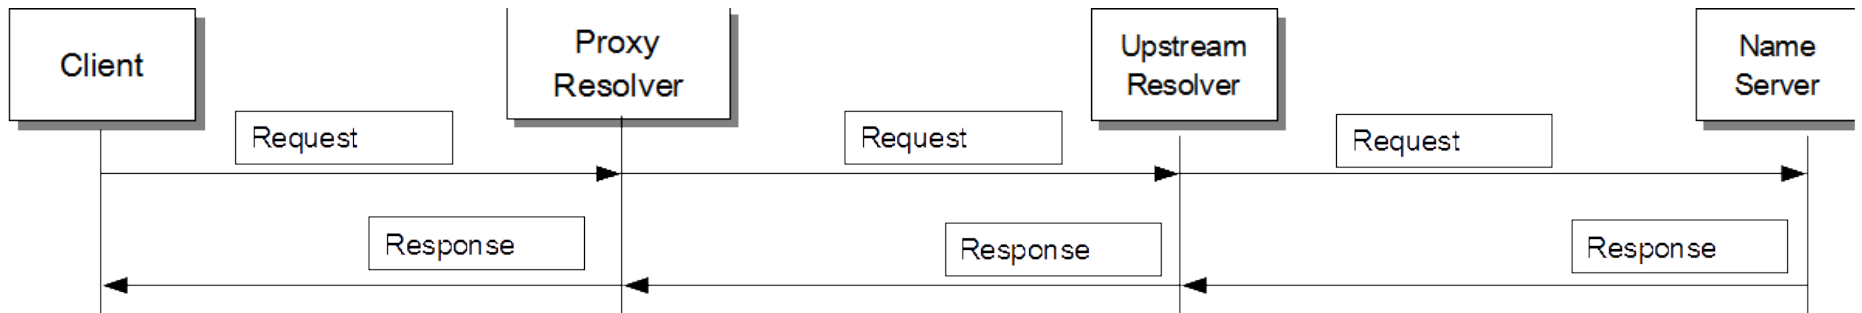 Client
Proxy
Resolver
Upstream
Resolver
Name
Server
Request
Request
Request
Response
Response
Response